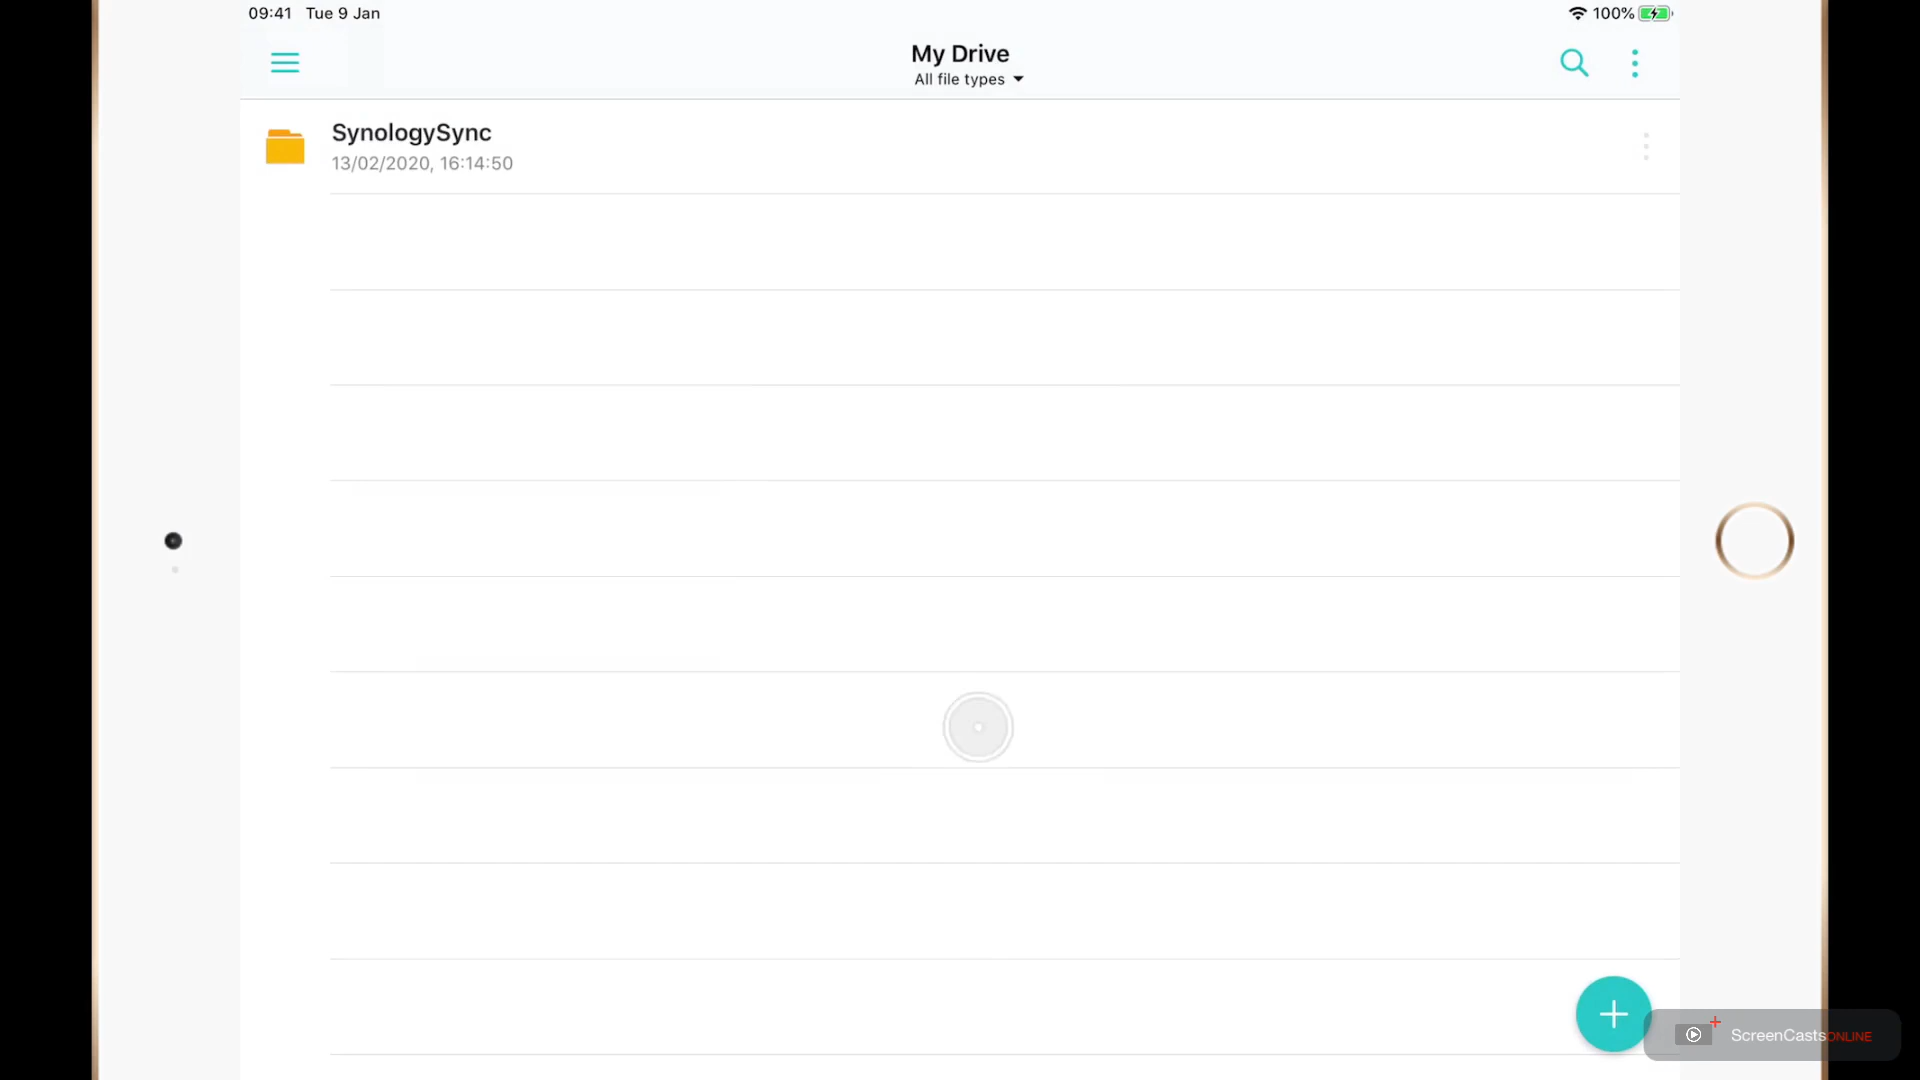 09:41 Tue 9 Jan
100%
My Drive
All file types
SynologySync
13/02/2020, 16:14:50
ScreenCastsONLINE